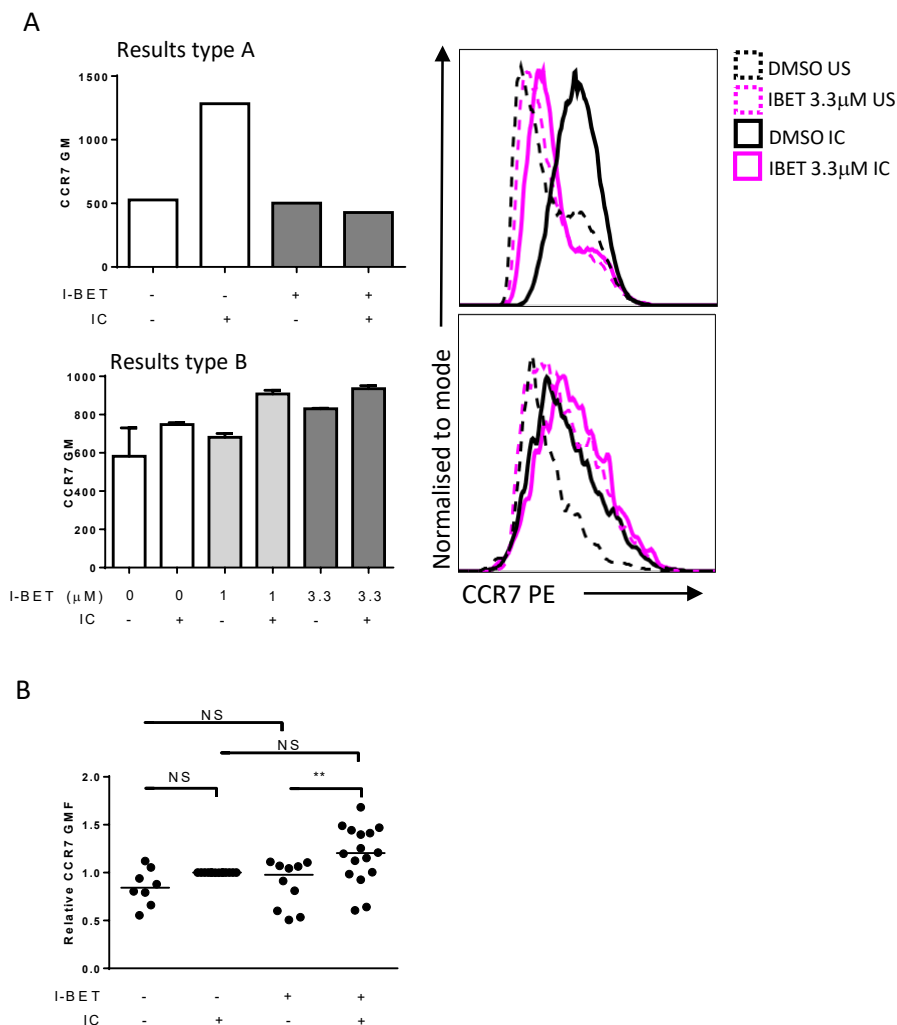 A
Results type A
1500
1000
500
0
CCR7 GM
I-BET - - + +
IC - + - +
DMSO US
IBET 3.3μM US
DMSO IC
IBET 3.3μM IC
Results type B
1000
800
600
400
200
0
CCR7 GM
I-BET (μM) 0 0 1 1 3.3 3.3
IC - + - + - +
Normalised to mode
CCR7 PE
B
NS
NS
NS
**
2.0
1.5
1.0
0.5
0.0
Relative CCR7 GMF
I-BET - - + +
IC - + - +